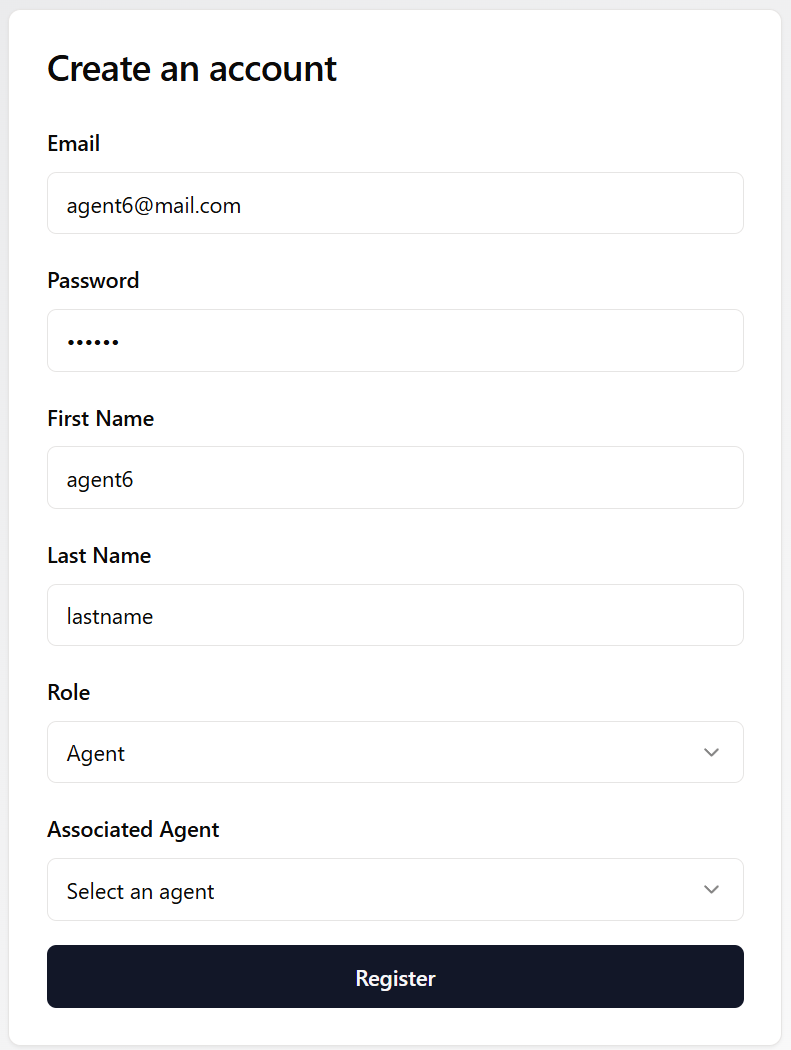 Create an account
Email
agent6@mail.com
Password
••••••
First Name
agent6
Last Name
lastname
Role
Agent
Associated Agent
Select an agent
Register